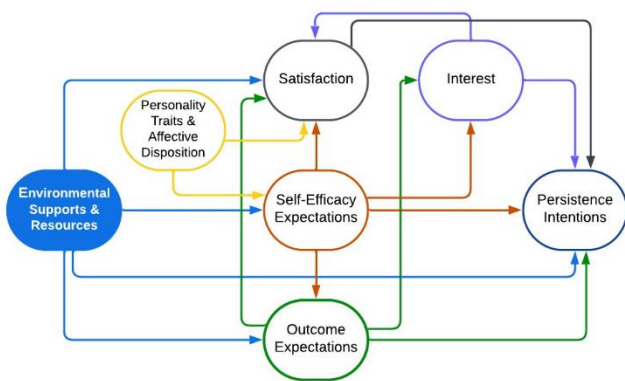 Satisfaction
Interest
Personality
Traits &
Affective
Disposition
Environmental
Supports &
Resources
Self-Efficacy
Expectations
Persistence
Intentions
Outcome
Expectations